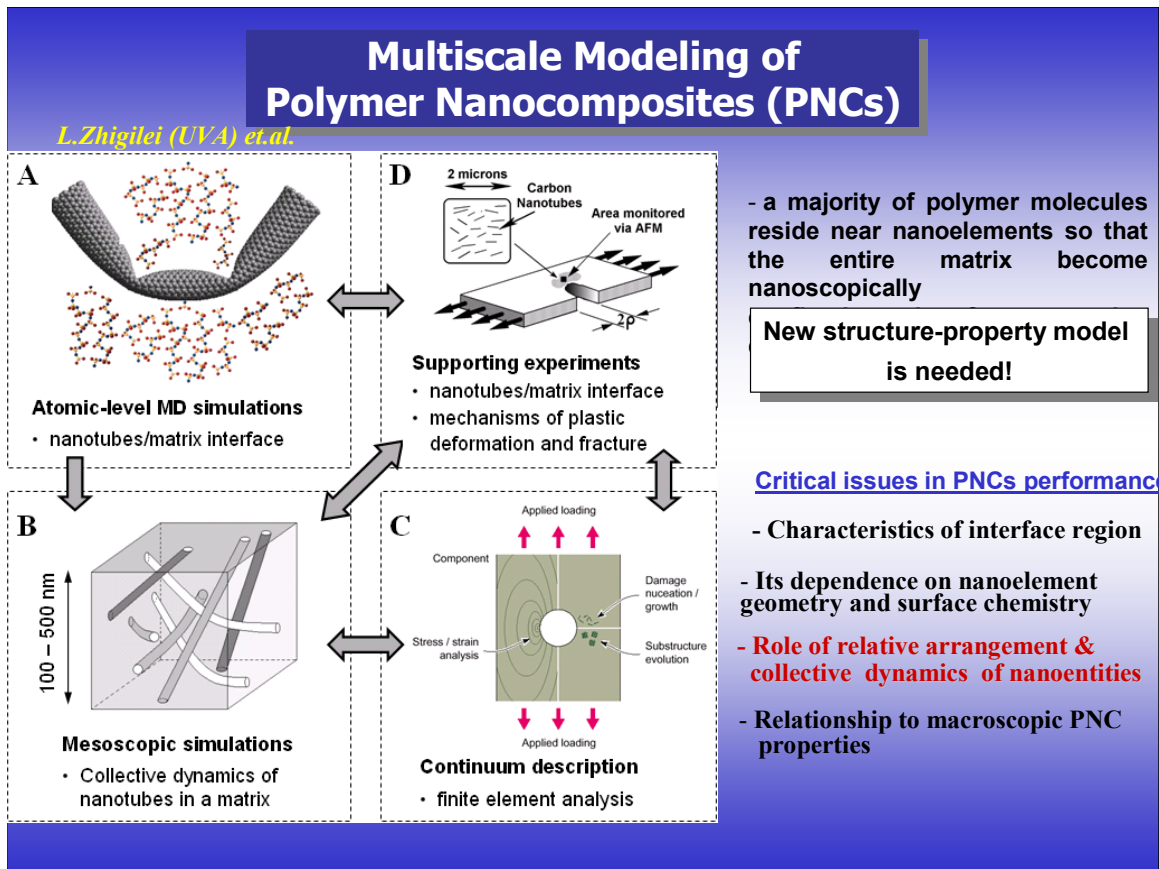 Multiscale Modeling of
Polymer Nanocomposites (PNCs)
L.Zhigilei (UVA) et.al.
A
Atomic-level MD simulations
• nanotubes/matrix interface
D
2 microns
Carbon
Nanotubes
Area monitored
via AFM
2ρ
Supporting experiments
• nanotubes/matrix interface
• mechanisms of plastic
deformation and fracture
B
100 – 500 nm
Mesoscopic simulations
• Collective dynamics of
nanotubes in a matrix
C
Applied loading
Component
Damage
nuceation /
growth
Stress / strain
analysis
Substructure
evolution
Applied loading
Continuum description
• finite element analysis
- a majority of polymer molecules
reside near nanoelements so that
the entire matrix become
nanoscopically
New structure-property model
is needed!
Critical issues in PNCs performance
- Characteristics of interface region
- Its dependence on nanoelement
geometry and surface chemistry
- Role of relative arrangement &
collective dynamics of nanoentities
- Relationship to macroscopic PNC
properties